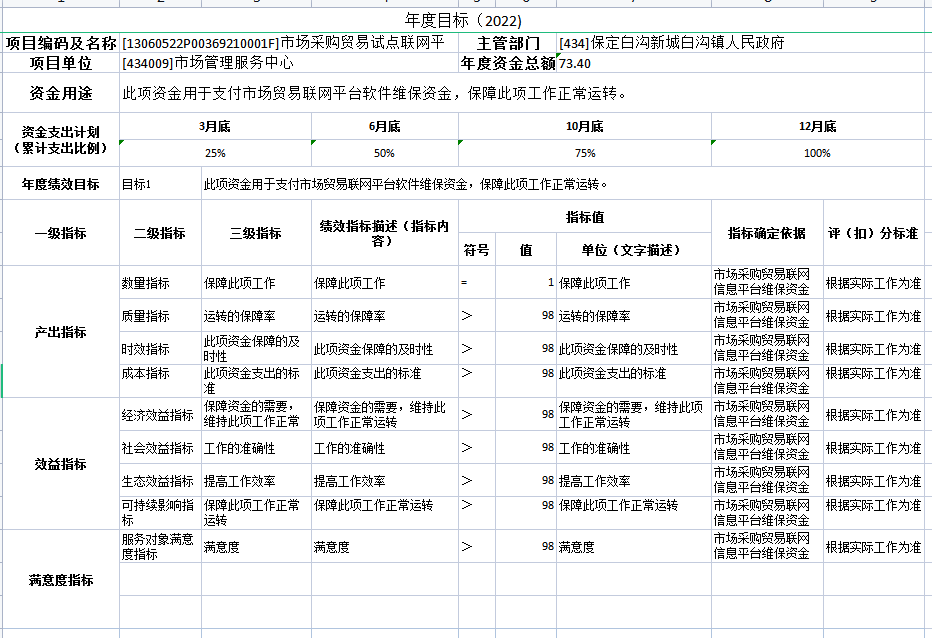 年度目标（2022)
项目编码及名称 [13060522P00369210001F]市场采购贸易试点联网平 主管部门 [434]保定白沟新城白沟镇人民政府
项目单位 [434009]市场管理服务中心 年度资金总额 73.40
资金用途 此项资金用于支付市场贸易联网平台软件维保资金，保障此项工作正常运转。
资金支出计划
（累计支出比例） 3月底 6月底 10月底 12月底
25% 50% 75% 100%
年度绩效目标 目标1 此项资金用于支付市场贸易联网平台软件维保资金，保障此项工作正常运转。
一级指标 二级指标 三级指标 绩效指标描述（指标内
容） 指标值 指标确定依据 评（扣）分标准
符号 值 单位（文字描述）
产出指标
数量指标 保障此项工作 保障此项工作 = 1 保障此项工作 市场采购贸易联网
信息平台维保资金 根据实际工作为准
质量指标 运转的保障率 运转的保障率 ＞ 98 运转的保障率 市场采购贸易联网
信息平台维保资金 根据实际工作为准
时效指标 此项资金保障的及
时性 此项资金保障的及时性 ＞ 98 此项资金保障的及时性 市场采购贸易联网
信息平台维保资金 根据实际工作为准
成本指标 此项资金支出的标
准 此项资金支出的标准 ＞ 98 此项资金支出的标准 市场采购贸易联网
信息平台维保资金 根据实际工作为准
效益指标
经济效益指标 保障资金的需要，
维持此项工作正常 保障资金的需要，维持此
项工作正常运转 ＞ 98 保障资金的需要，维持此项
工作正常运转 市场采购贸易联网
信息平台维保资金 根据实际工作为准
社会效益指标 工作的准确性 工作的准确性 ＞ 98 工作的准确性 市场采购贸易联网
信息平台维保资金 根据实际工作为准
生态效益指标 提高工作效率 提高工作效率 ＞ 98 提高工作效率 市场采购贸易联网
信息平台维保资金 根据实际工作为准
可持续影响指
标 保障此项工作正常
运转 保障此项工作正常运转 ＞ 98 保障此项工作正常运转 市场采购贸易联网
信息平台维保资金 根据实际工作为准
满意度指标
服务对象满意
度指标 满意度 满意度 ＞ 98 满意度 市场采购贸易联网
信息平台维保资金 根据实际工作为准